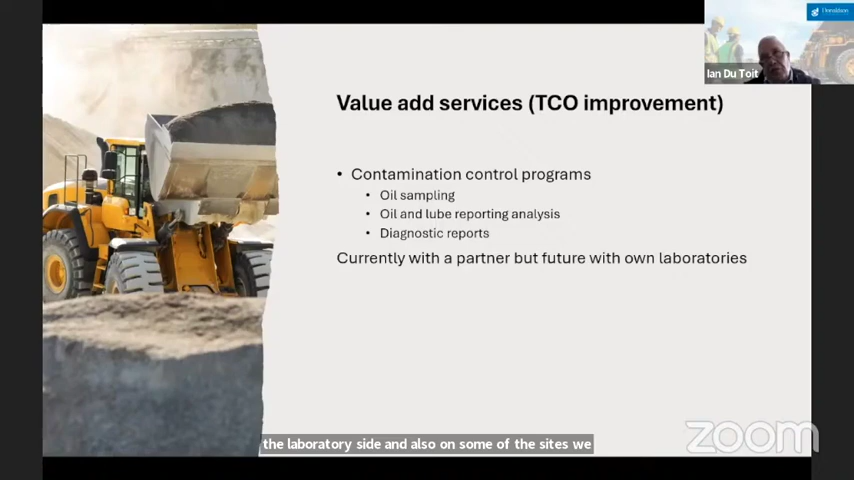 Donaldson
Ian Du Toit
Value add services (TCO improvement)
• Contamination control programs
• Oil sampling
• Oil and lube reporting analysis
• Diagnostic reports
Currently with a partner but future with own laboratories
the laboratory side and also on some of the sites we
zoom